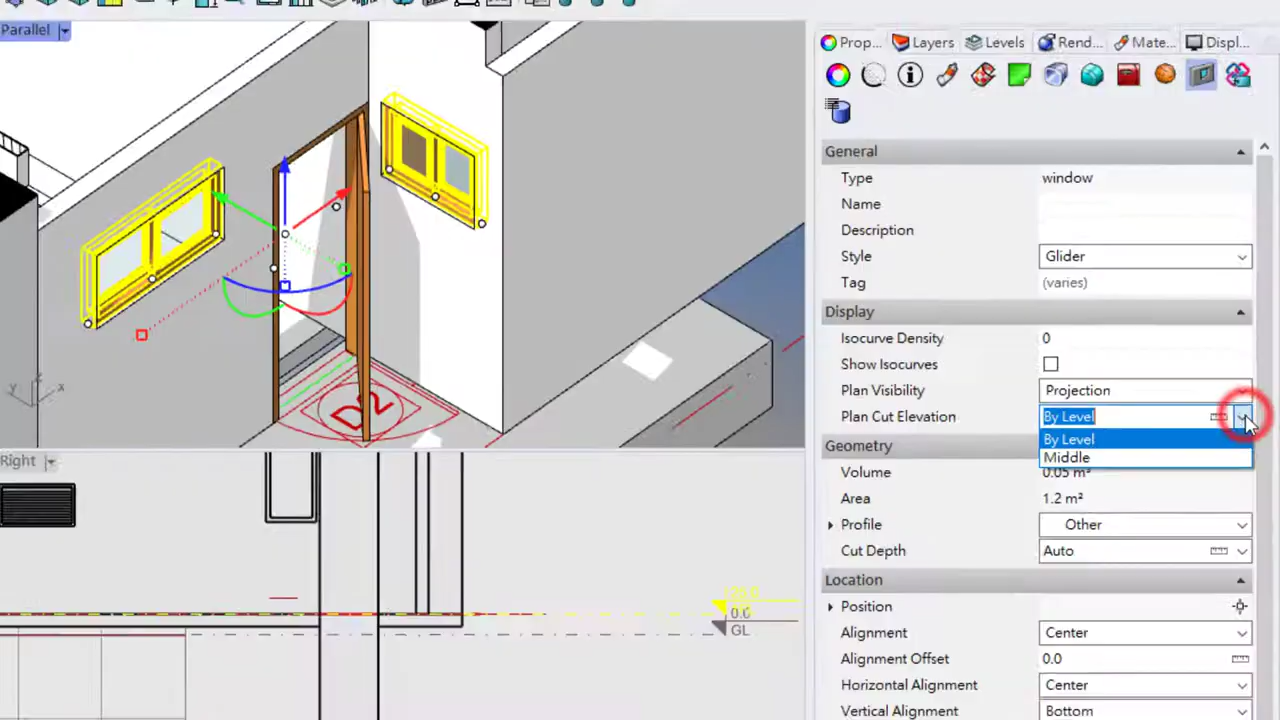 Parallel
Prop... Layers Levels Rend... Mate... Displ...
General
Type window
Name
Description
Style Glider
Tag (varies)
Display
Isocurve Density 0
Show Isocurves
Plan Visibility Projection
Plan Cut Elevation By Level
By Level
Middle
Geometry
Volume 0.05 m³
Area 1.2 m²
Profile Other
Cut Depth Auto
Location
Position
Alignment Center
Alignment Offset 0.0
Horizontal Alignment Center
Vertical Alignment Bottom
D2
y z x
Right
0.0
GL